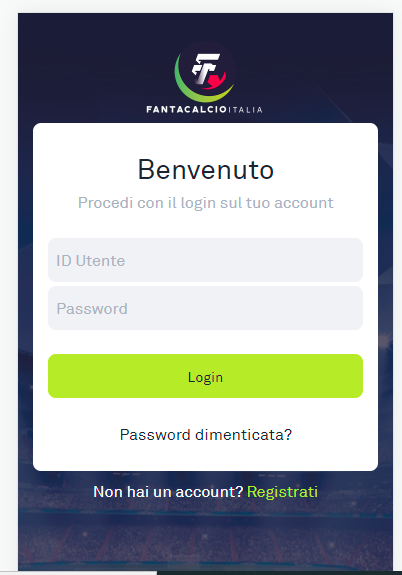 FANTACALCIOITALIA
Benvenuto
Procedi con il login sul tuo account
ID Utente
Password
Login
Password dimenticata?
Non hai un account? Registrati